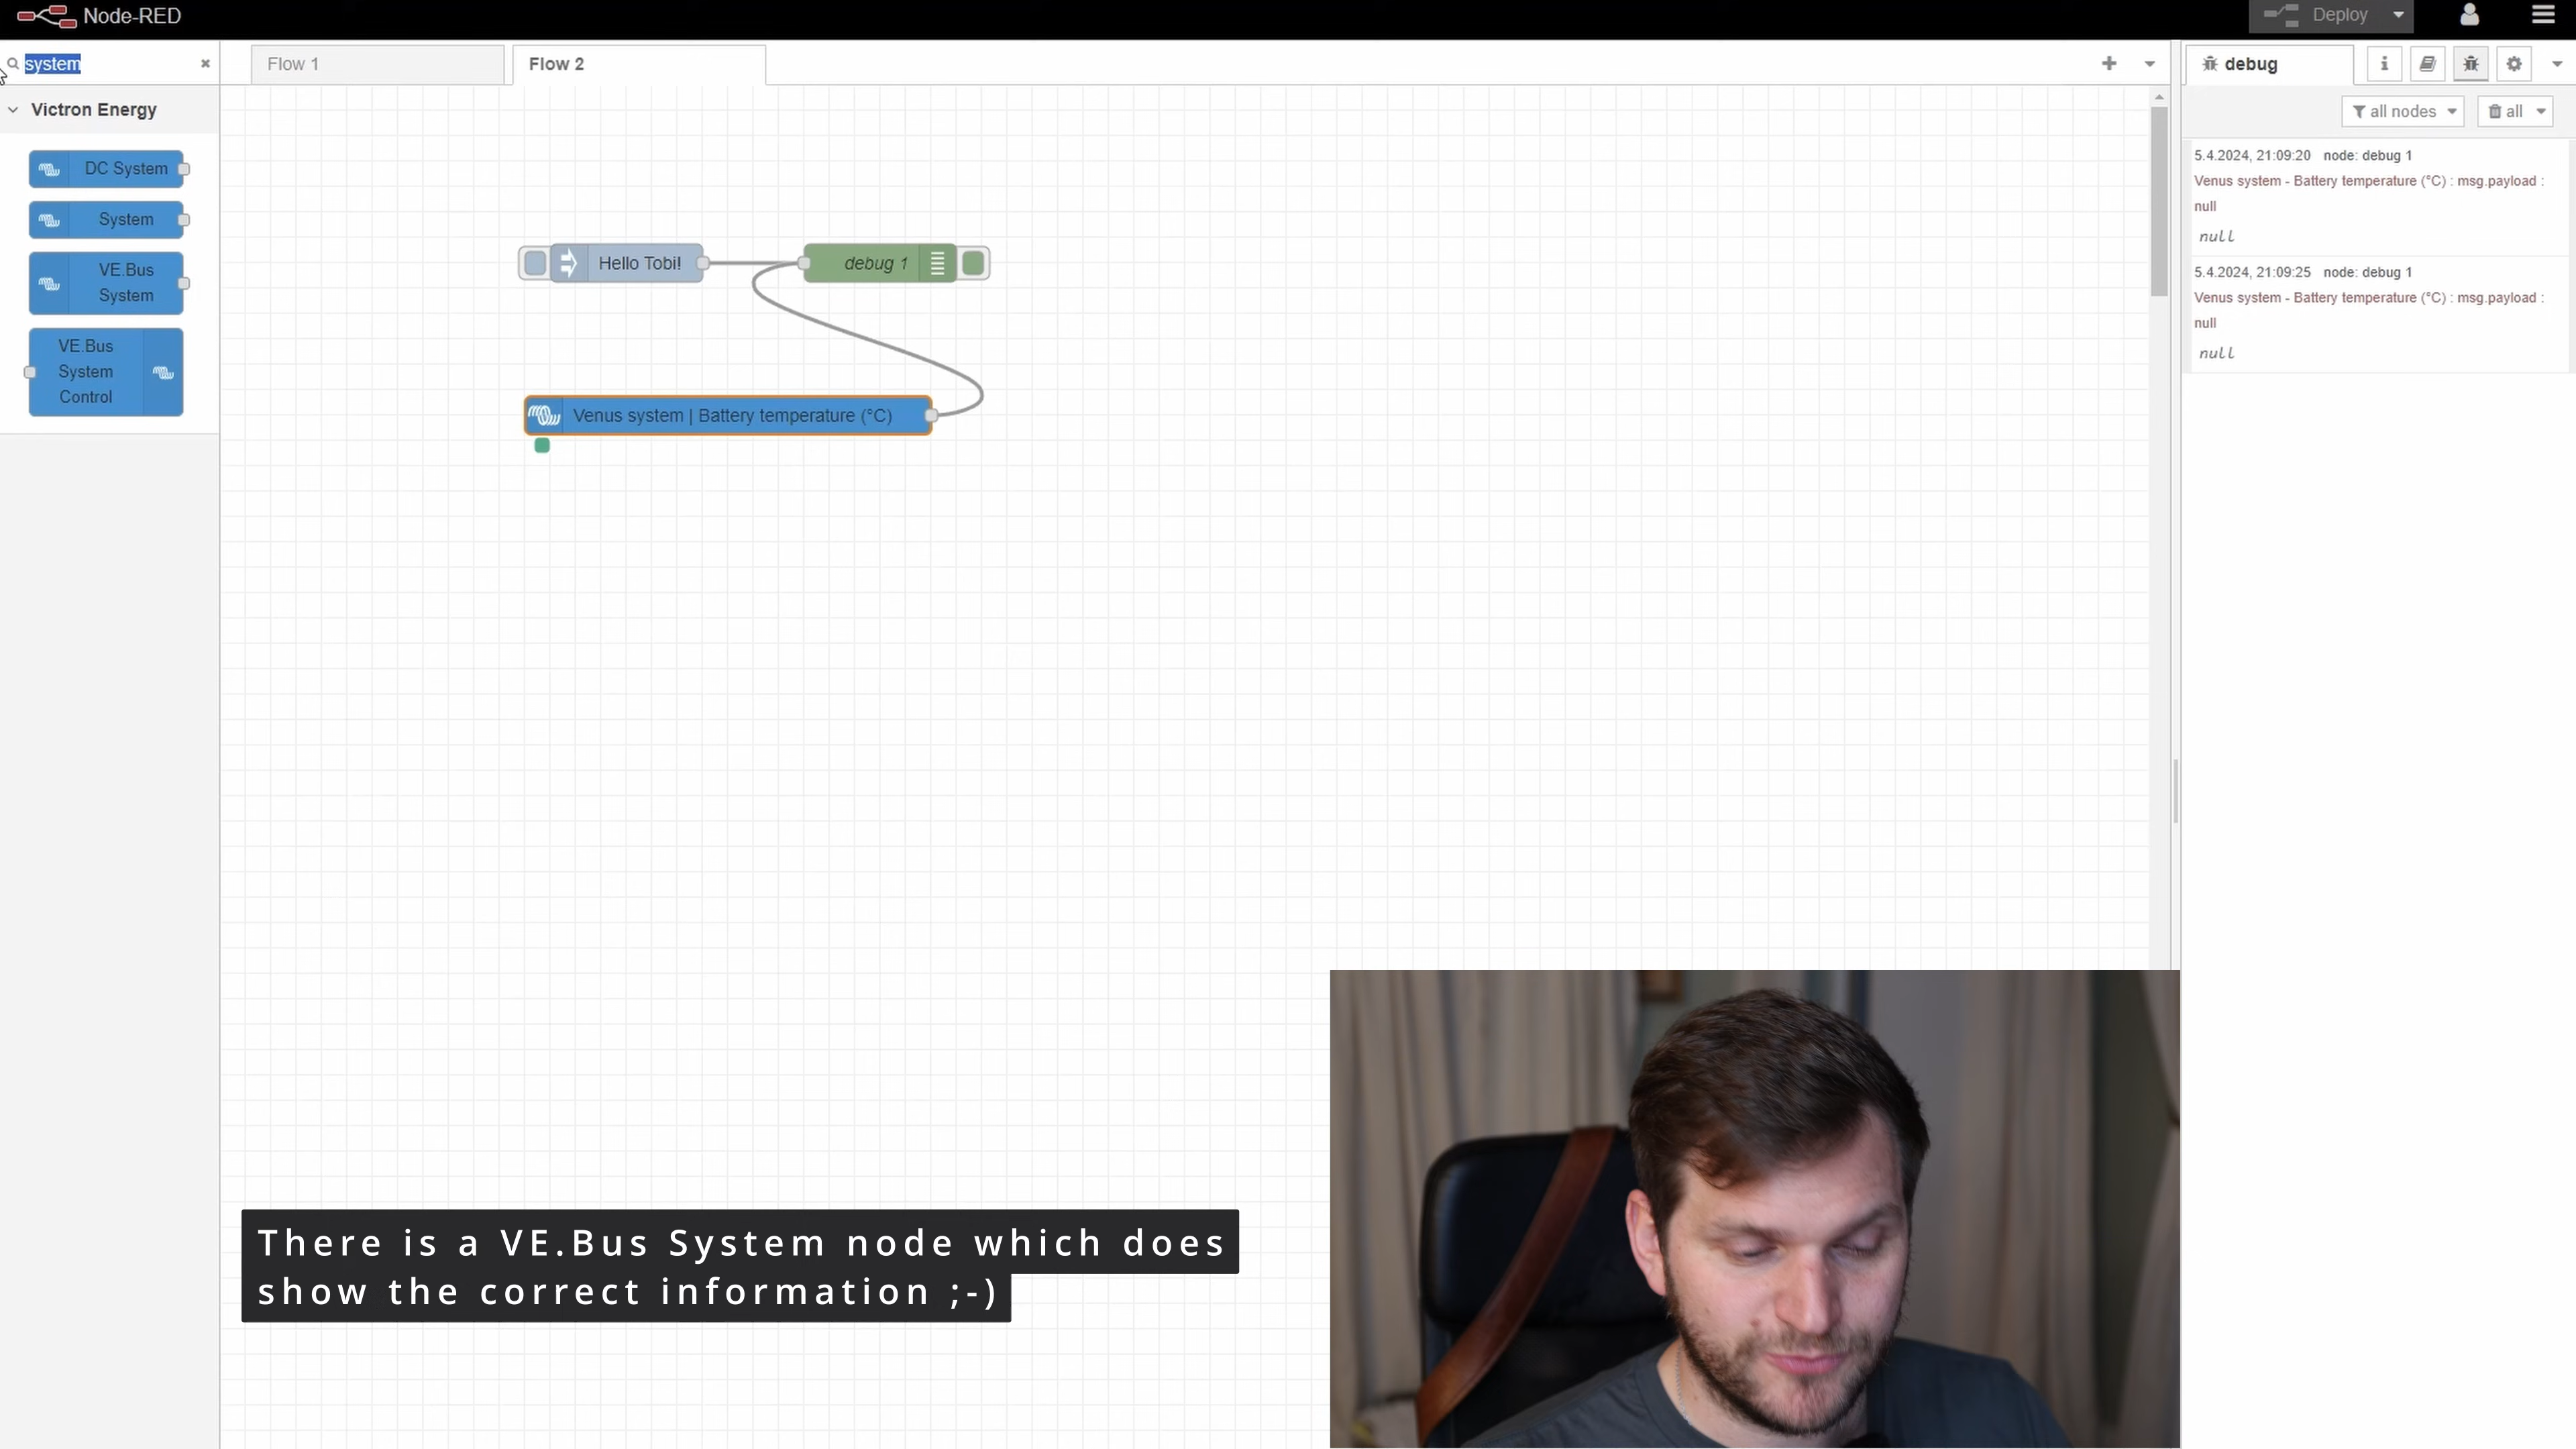 Node-RED
Deploy
system
Flow 1
Flow 2
debug
Victron Energy
all nodes
all
DC System
System
VE.Bus
System
VE.Bus
System
Control
Hello Tobi!
debug 1
Venus system | Battery temperature (°C)
5.4.2024, 21:09:20 node: debug 1
Venus system - Battery temperature (°C) : msg.payload :
null
null
5.4.2024, 21:09:25 node: debug 1
Venus system - Battery temperature (°C) : msg.payload :
null
null
There is a VE.Bus System node which does
show the correct information ;-)